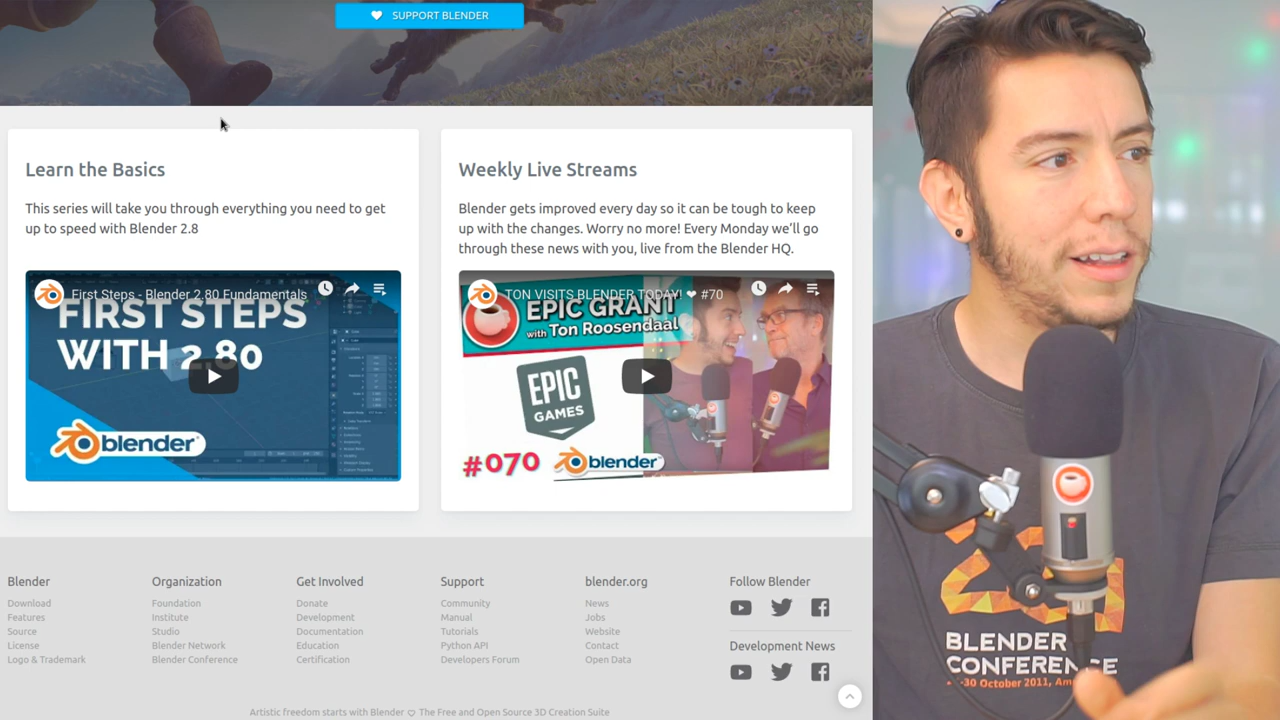 SUPPORT BLENDER
Learn the Basics
This series will take you through everything you need to get
up to speed with Blender 2.8
First Steps - Blender 2.80 Fundamentals
FIRST STEPS
WITH 2.80
blender
Weekly Live Streams
Blender gets improved every day so it can be tough to keep
up with the changes. Worry no more! Every Monday we'll go
through these news with you, live from the Blender HQ.
TON VISITS BLENDER TODAY! ❤ #70
EPIC GRANT
with Ton Roosendaal
EPIC
GAMES
#070
blender
Blender
Download
Features
Source
License
Logo & Trademark
Organization
Foundation
Institute
Studio
Blender Network
Blender Conference
Get Involved
Donate
Development
Documentation
Education
Certification
Support
Community
Manual
Tutorials
Python API
Developers Forum
blender.org
News
Jobs
Website
Contact
Open Data
Follow Blender
Development News
Artistic freedom starts with Blender ♡ The Free and Open Source 3D Creation Suite
BLENDER
CONFERENCE
-30 October 2011, Am